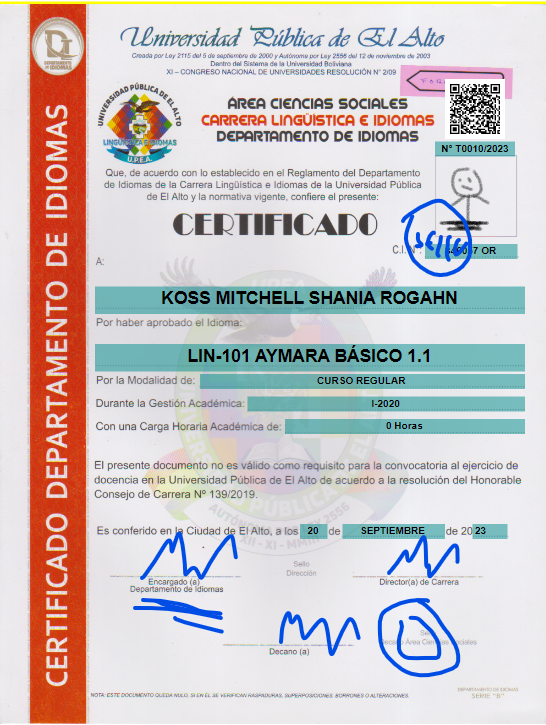 Universidad Pública de El Alto
Creada por Ley 2115 del 5 de septiembre de 2000 y Autónoma por Ley 2556 del 12 de noviembre de 2003
Dentro del Sistema de la Universidad Boliviana
XI – CONGRESO NACIONAL DE UNIVERSIDADES RESOLUCIÓN N° 2/09
DEPARTAMENTO DE IDIOMAS
UNIVERSIDAD PÚBLICA DE EL ALTO
LINGÜÍSTICA E IDIOMAS
U.P.E.A.
ÁREA CIENCIAS SOCIALES
CARRERA LINGÜÍSTICA E IDIOMAS
DEPARTAMENTO DE IDIOMAS
N° T0010/2023
Que, de acuerdo con lo establecido en el Reglamento del Departamento
de Idiomas de la Carrera Lingüística e Idiomas de la Universidad Pública
de El Alto y la normativa vigente, confiere el presente:
CERTIFICADO
C.I. N°: 7 OR
A:
KOSS MITCHELL SHANIA ROGAHN
Por haber aprobado el Idioma:
LIN-101 AYMARA BÁSICO 1.1
Por la Modalidad de: CURSO REGULAR
Durante la Gestión Académica: I-2020
Con una Carga Horaria Académica de: 0 Horas
El presente documento no es válido como requisito para la convocatoria al ejercicio de
docencia en la Universidad Pública de El Alto de acuerdo a la resolución del Honorable
Consejo de Carrera Nº 139/2019.
Es conferido en la Ciudad de El Alto, a los 20 de SEPTIEMBRE de 2023
Encargado (a)
Departamento de Idiomas
Sello
Dirección
Director(a) de Carrera
Decano (a)
NOTA: ESTE DOCUMENTO QUEDA NULO, SI EN EL SE VERIFICAN RASPADURAS, SUPERPOSICIONES, BORRONES O ALTERACIONES.
DEPARTAMENTO DE IDIOMAS
SERIE "B"
CERTIFICADO DEPARTAMENTO DE IDIOMAS